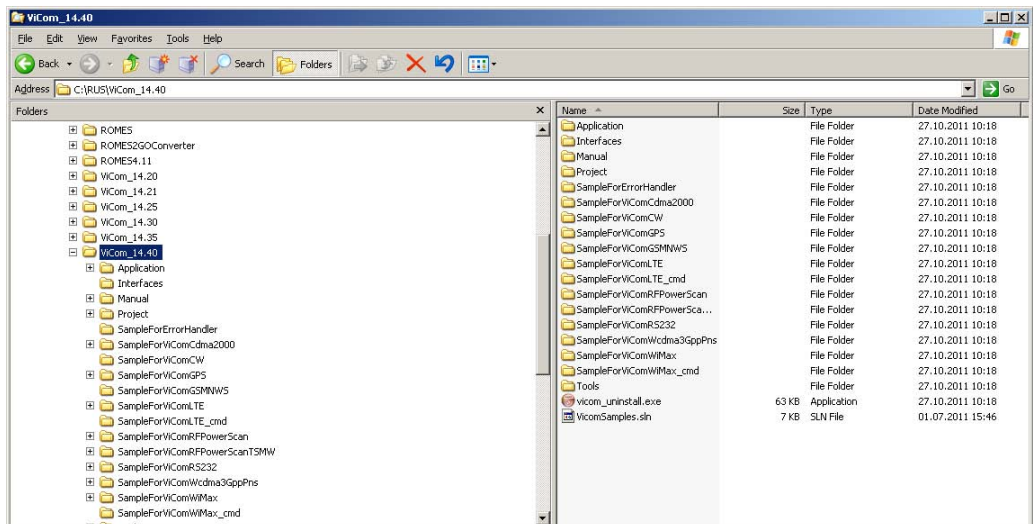 ViCom_14.40
File Edit View Favorites Tools Help
Back Search Folders
Address C:\RUS\ViCom_14.40 Go
Folders
ROMES
ROMES2GOConverter
ROMES4.11
ViCom_14.20
ViCom_14.21
ViCom_14.25
ViCom_14.30
ViCom_14.35
ViCom_14.40
Application
Interfaces
Manual
Project
SampleForErrorHandler
SampleForViComCdma2000
SampleForViComCW
SampleForViComGPS
SampleForViComGSMNWS
SampleForViComLTE
SampleForViComLTE_cmd
SampleForViComRFPowerScan
SampleForViComRFPowerScanTSMW
SampleForViComRS232
SampleForViComWcdma3GppPns
SampleForViComWiMax
SampleForViComWiMax_cmd
Name Size Type Date Modified
Application File Folder 27.10.2011 10:18
Interfaces File Folder 27.10.2011 10:18
Manual File Folder 27.10.2011 10:18
Project File Folder 27.10.2011 10:18
SampleForErrorHandler File Folder 27.10.2011 10:18
SampleForViComCdma2000 File Folder 27.10.2011 10:18
SampleForViComCW File Folder 27.10.2011 10:18
SampleForViComGPS File Folder 27.10.2011 10:18
SampleForViComGSMNWS File Folder 27.10.2011 10:18
SampleForViComLTE File Folder 27.10.2011 10:18
SampleForViComLTE_cmd File Folder 27.10.2011 10:18
SampleForViComRFPowerScan File Folder 27.10.2011 10:18
SampleForViComRFPowerSca... File Folder 27.10.2011 10:18
SampleForViComRS232 File Folder 27.10.2011 10:18
SampleForViComWcdma3GppPns File Folder 27.10.2011 10:18
SampleForViComWiMax File Folder 27.10.2011 10:18
SampleForViComWiMax_cmd File Folder 27.10.2011 10:18
Tools File Folder 27.10.2011 10:18
vicom_uninstall.exe 63 KB Application 27.10.2011 10:18
VicomSamples.sln 7 KB SLN File 01.07.2011 15:46